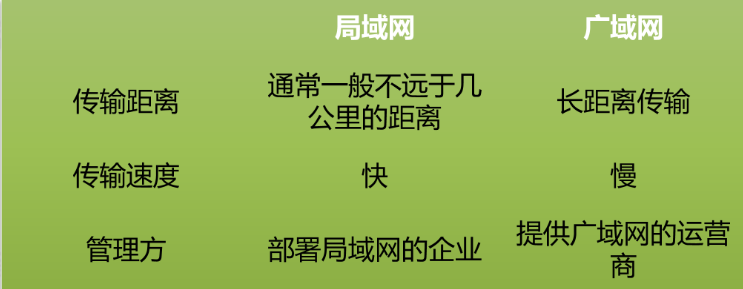 局域网 广域网
传输距离 通常一般不远于几公里的距离 长距离传输
传输速度 快 慢
管理方 部署局域网的企业 提供广域网的运营商